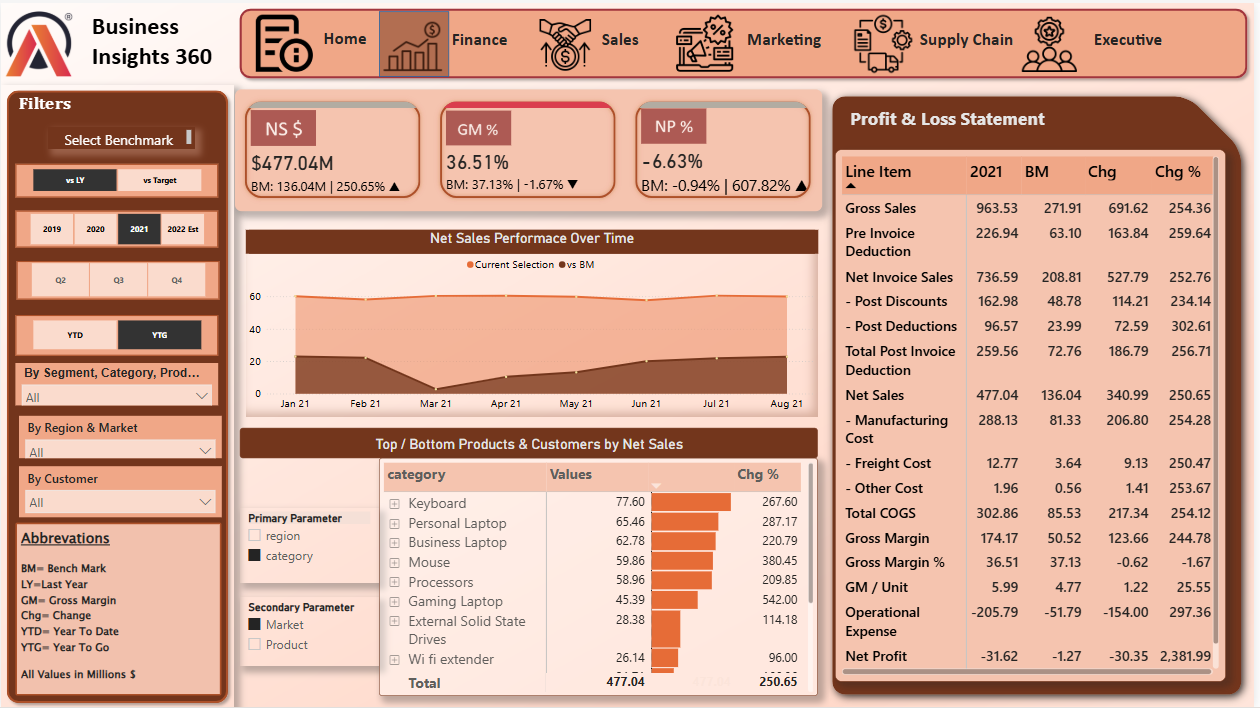 Business
Insights 360
®
Home
Finance
Sales
Marketing
Supply Chain
Executive
Filters
Select Benchmark
vs LY
vs Target
2019
2020
2021
2022 Est
Q2
Q3
Q4
YTD
YTG
By Segment, Category, Prod...
All
By Region & Market
All
By Customer
All
Abbrevations
BM= Bench Mark
LY=Last Year
GM= Gross Margin
Chg= Change
YTD= Year To Date
YTG= Year To Go
All Values in Millions $
NS $
$477.04M
BM: 136.04M | 250.65% ▲
GM %
36.51%
BM: 37.13% | -1.67% ▼
NP %
-6.63%
BM: -0.94% | 607.82% ▲
Net Sales Performace Over Time
Current Selection vs BM
60
40
20
0
Jan 21 Feb 21 Mar 21 Apr 21 May 21 Jun 21 Jul 21 Aug 21
Top / Bottom Products & Customers by Net Sales
Primary Parameter
region
category
Secondary Parameter
Market
Product
category Values Chg %
Keyboard 77.60 267.60
Personal Laptop 65.46 287.17
Business Laptop 62.78 220.79
Mouse 59.86 380.45
Processors 58.96 209.85
Gaming Laptop 45.39 542.00
External Solid State 28.38 114.18
Drives
Wi fi extender 26.14 96.00
Total 477.04 250.65
Profit & Loss Statement
Line Item 2021 BM Chg Chg %
Gross Sales 963.53 271.91 691.62 254.36
Pre Invoice 226.94 63.10 163.84 259.64
Deduction
Net Invoice Sales 736.59 208.81 527.79 252.76
- Post Discounts 162.98 48.78 114.21 234.14
- Post Deductions 96.57 23.99 72.59 302.61
Total Post Invoice 259.56 72.76 186.79 256.71
Deduction
Net Sales 477.04 136.04 340.99 250.65
- Manufacturing 288.13 81.33 206.80 254.28
Cost
- Freight Cost 12.77 3.64 9.13 250.47
- Other Cost 1.96 0.56 1.41 253.67
Total COGS 302.86 85.53 217.34 254.12
Gross Margin 174.17 50.52 123.66 244.78
Gross Margin % 36.51 37.13 -0.62 -1.67
GM / Unit 5.99 4.77 1.22 25.55
Operational -205.79 -51.79 -154.00 297.36
Expense
Net Profit -31.62 -1.27 -30.35 2,381.99